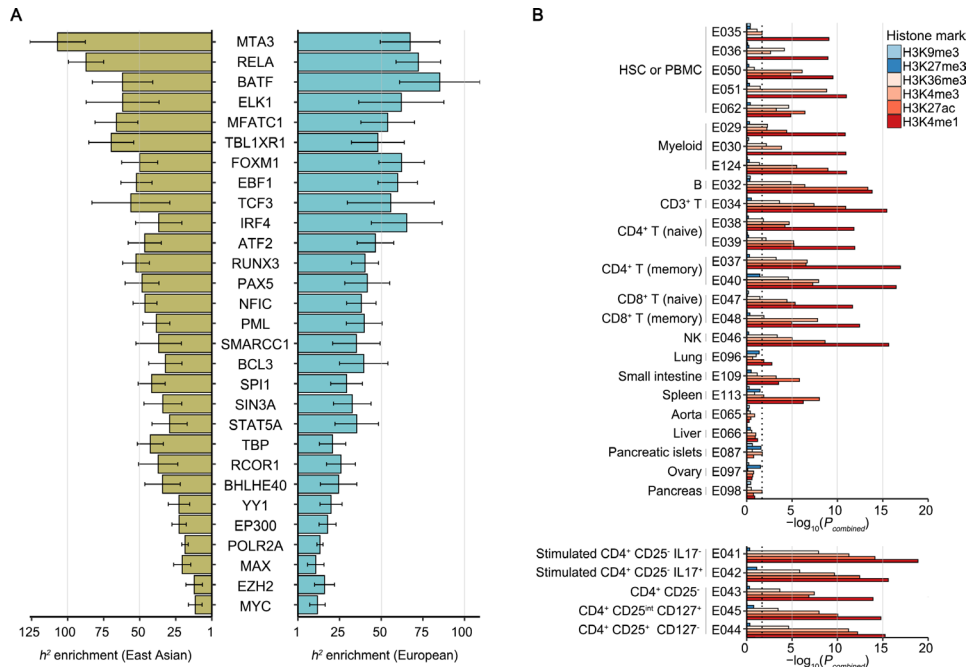 A
MTA3
RELA
BATF
ELK1
MFATC1
TBL1XR1
FOXM1
EBF1
TCF3
IRF4
ATF2
RUNX3
PAX5
NFIC
PML
SMARCC1
BCL3
SPI1
SIN3A
STAT5A
TBP
RCOR1
BHLHE40
YY1
EP300
POLR2A
MAX
EZH2
MYC
125 100 75 50 25 1
h² enrichment (East Asian)
1 50 100
h² enrichment (European)
B
Histone mark
H3K9me3
H3K27me3
H3K36me3
H3K4me3
H3K27ac
H3K4me1
HSC or PBMC
E035
E036
E050
E051
E062
Myeloid
E029
E030
E124
B E032
CD3⁺ T E034
CD4⁺ T (naive)
E038
E039
CD4⁺ T (memory)
E037
E040
CD8⁺ T (naive) E047
CD8⁺ T (memory) E048
NK E046
Lung E096
Small intestine E109
Spleen E113
Aorta E065
Liver E066
Pancreatic islets E087
Ovary E097
Pancreas E098
0 5 10 15 20
−log₁₀(Pcombined)
Stimulated CD4⁺ CD25⁻ IL17⁻ E041
Stimulated CD4⁺ CD25⁻ IL17⁺ E042
CD4⁺ CD25⁻ E043
CD4⁺ CD25ⁱⁿᵗ CD127⁺ E045
CD4⁺ CD25⁺ CD127⁻ E044
0 5 10 15 20
−log₁₀(Pcombined)